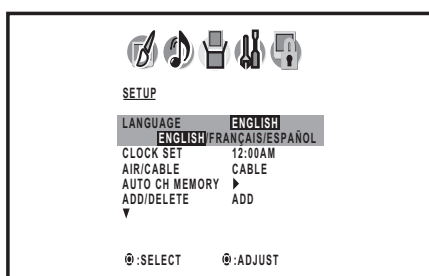 SETUP
LANGUAGE ENGLISH
ENGLISH/FRANÇAIS/ESPAÑOL
CLOCK SET 12:00AM
AIR/CABLE CABLE
AUTO CH MEMORY ▶
ADD/DELETE ADD
▼
:SELECT :ADJUST